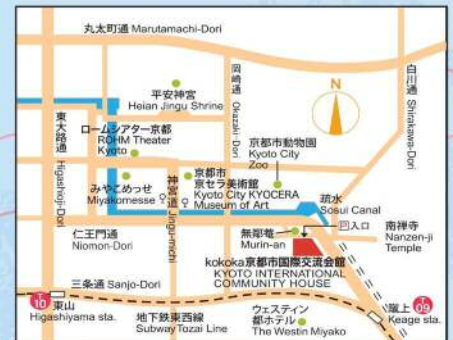 丸太町通 Marutamachi-Dori
平安神宮
Heian Jingu Shrine
岡崎通
Okazaki-Dori
白川通
Shirakawa-Dori
N
東大路通
Higashioji-Dori
ロームシアター京都
ROHM Theater
Kyoto
京都市動物園
Kyoto City
Zoo
みやこめっせ
Miyakomesse
神宮道
Jingu-michi
京都市
京セラ美術館
Kyoto City KYOCERA
Museum of Art
疏水
Sosui Canal
仁王門通
Niomon-Dori
無鄰菴
Murin-an
入口
南禅寺
Nanzen-ji
Temple
kokoka京都市国際交流会館
KYOTO INTERNATIONAL
COMMUNITY HOUSE
三条通 Sanjo-Dori
T
10
東山
Higashiyama sta.
地下鉄東西線
Subway Tozai Line
ウェスティン
都ホテル
The Westin Miyako
蹴上
Keage sta.
T
09